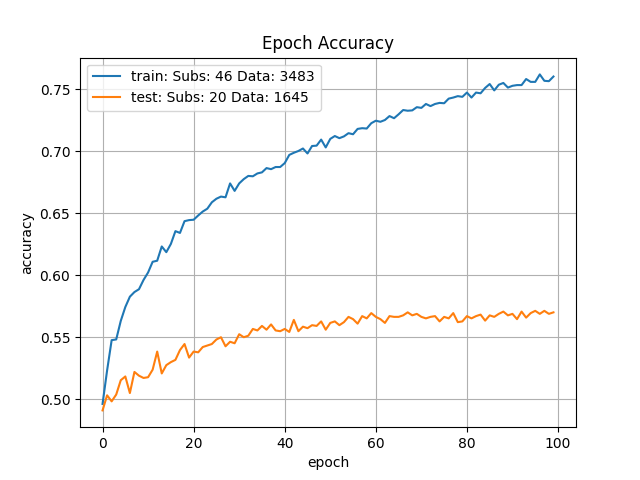 Epoch Accuracy
train: Subs: 46 Data: 3483
test: Subs: 20 Data: 1645
accuracy
0.75
0.70
0.65
0.60
0.55
0.50
0 20 40 60 80 100
epoch